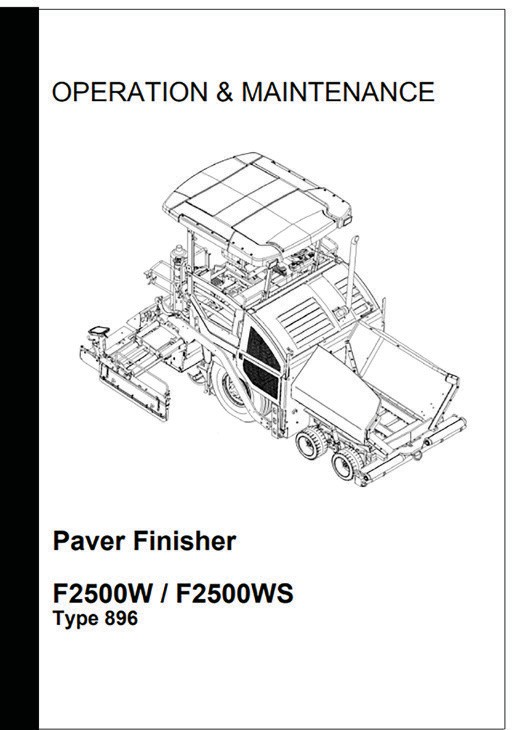 OPERATION & MAINTENANCE
Paver Finisher
F2500W / F2500WS
Type 896